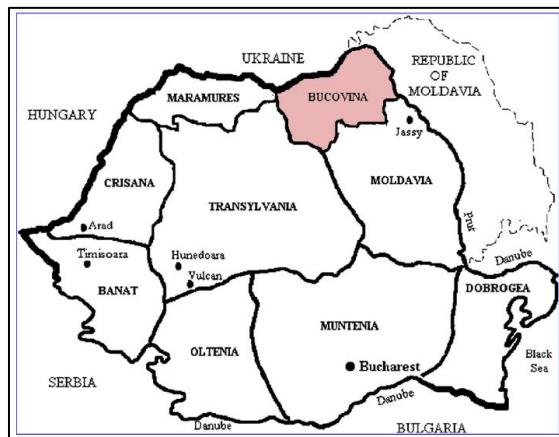 UKRAINE
REPUBLIC
OF
MOLDAVIA
BUCOVINA
MARAMURES
HUNGARY
Jassy
CRISANA
MOLDAVIA
TRANSYLVANIA
Arad
Prut
Timisoara
Hunedoara
Danube
Vulcan
BANAT
DOBROGEA
MUNTENIA
OLTENIA
Black
Sea
Bucharest
SERBIA
Danube
Danube
BULGARIA